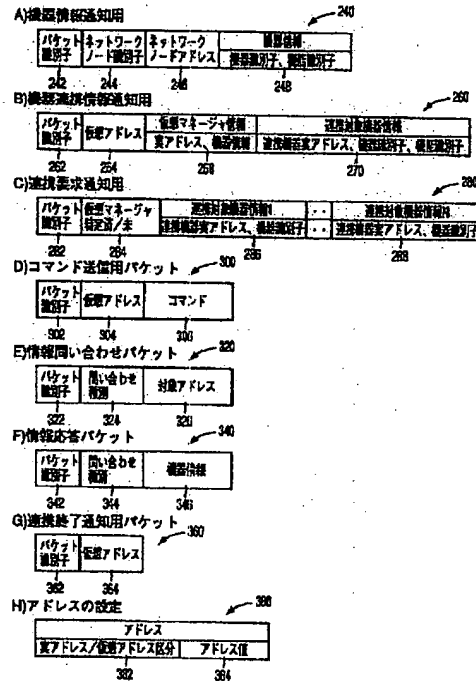 A)機器情報通知用
240
パケット識別子 ネットワークノード識別子 ネットワークノードアドレス 機器情報
機器識別子、機能識別子
242 244 246 248
B)機器連携情報通知用
260
パケット識別子 仮想アドレス 仮想マネージャ情報 連携対象機器情報
実アドレス、機器情報 連携機器実アドレス、機器識別子、機能識別子
262 264 268 270
C)連携要求通知用
280
パケット識別子 仮想マネージャ特定済/未 連携対象機器情報1 ‥ 連携対象機器情報N
連携機器実アドレス、機能識別子 ‥ 連携機器実アドレス、機能識別子
282 284 286 288
D)コマンド送信用パケット
300
パケット識別子 仮想アドレス コマンド
302 304 306
E)情報問い合わせパケット
320
パケット識別子 問い合わせ種別 対象アドレス
322 324 326
F)情報応答パケット
340
パケット識別子 問い合わせ種別 機器情報
342 344 346
G)連携終了通知用パケット
360
パケット識別子 仮想アドレス
362 364
H)アドレスの設定
380
アドレス
実アドレス/仮想アドレス区分 アドレス値
382 384